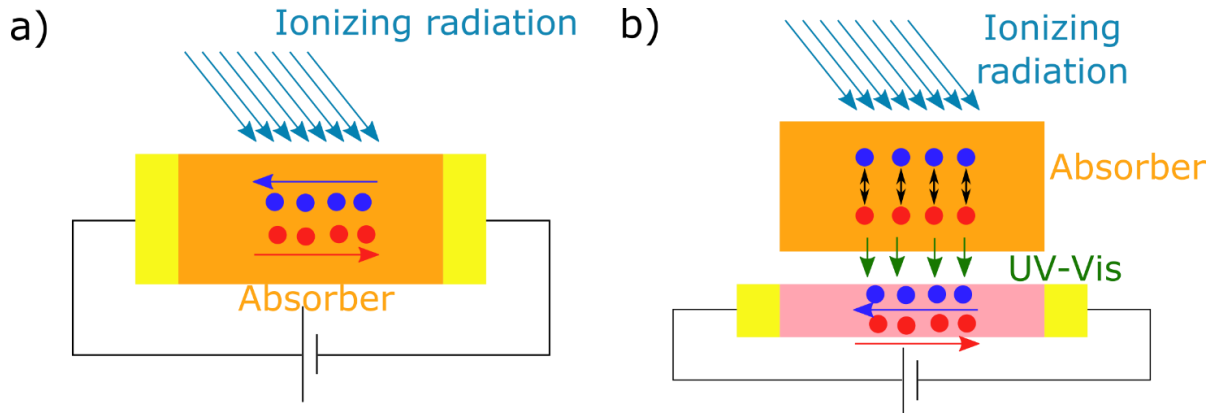 a)
Ionizing radiation
Absorber
b)
Ionizing
radiation
Absorber
UV-Vis